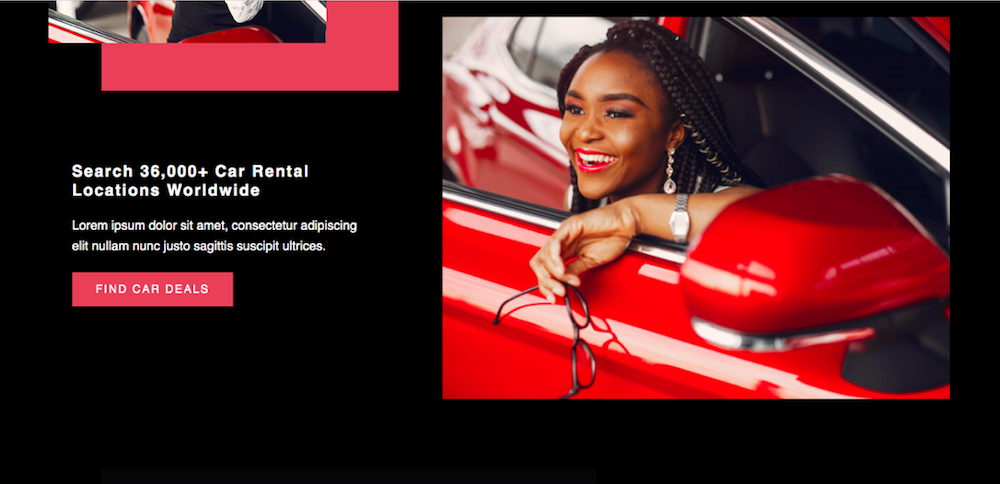 Search 36,000+ Car Rental
Locations Worldwide
Lorem ipsum dolor sit amet, consectetur adipiscing
elit nullam nunc justo sagittis suscipit ultrices.
FIND CAR DEALS